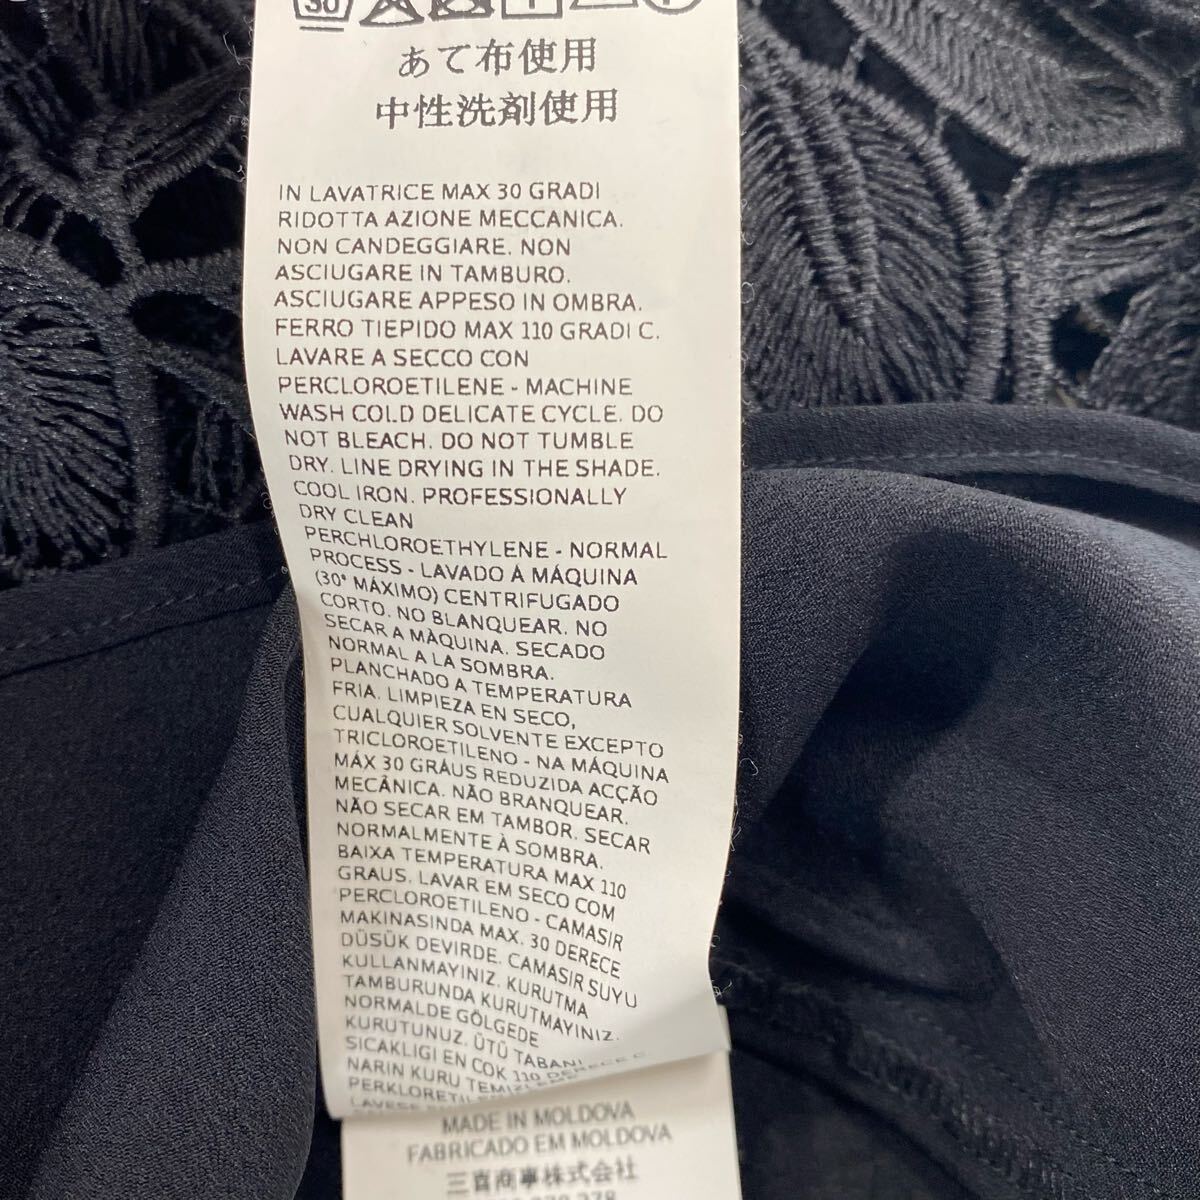 30
あて布使用
中性洗剤使用
IN LAVATRICE MAX 30 GRADI
RIDOTTA AZIONE MECCANICA.
NON CANDEGGIARE. NON
ASCIUGARE IN TAMBURO.
ASCIUGARE APPESO IN OMBRA.
FERRO TIEPIDO MAX 110 GRADI C.
LAVARE A SECCO CON
PERCLOROETILENE - MACHINE
WASH COLD DELICATE CYCLE. DO
NOT BLEACH. DO NOT TUMBLE
DRY. LINE DRYING IN THE SHADE.
COOL IRON. PROFESSIONALLY
DRY CLEAN
PERCHLOROETHYLENE - NORMAL
PROCESS - LAVADO A MÁQUINA
(30° MÁXIMO) CENTRIFUGADO
CORTO. NO BLANQUEAR. NO
SECAR A MÀQUINA. SECADO
NORMAL A LA SOMBRA.
PLANCHADO A TEMPERATURA
FRIA. LIMPIEZA EN SECO,
CUALQUIER SOLVENTE EXCEPTO
TRICLOROETILENO - NA MÁQUINA
MÁX 30 GRÁUS REDUZIDA ACÇÃO
MECÂNICA. NÃO BRANQUEAR.
NÃO SECAR EM TAMBOR. SECAR
NORMALMENTE À SOMBRA.
BAIXA TEMPERATURA MAX 110
GRAUS. LAVAR EM SECO COM
PERCLOROETILENO - CAMASIR
MAKINASINDA MAX. 30 DERECE
DÜSÜK DEVIRDE. CAMASIR SUYU
KULLANMAYINIZ. KURUTMA
TAMBURUNDA KURUTMAYINIZ.
NORMALDE GÖLGEDE
KURUTUNUZ. ÜTÜ TABANI
SICAKLIGI EN COK 110 DERECE C.
NARIN KURU TEMIZLEME
MADE IN MOLDOVA
FABRICADO EM MOLDOVA
三喜商事株式会社